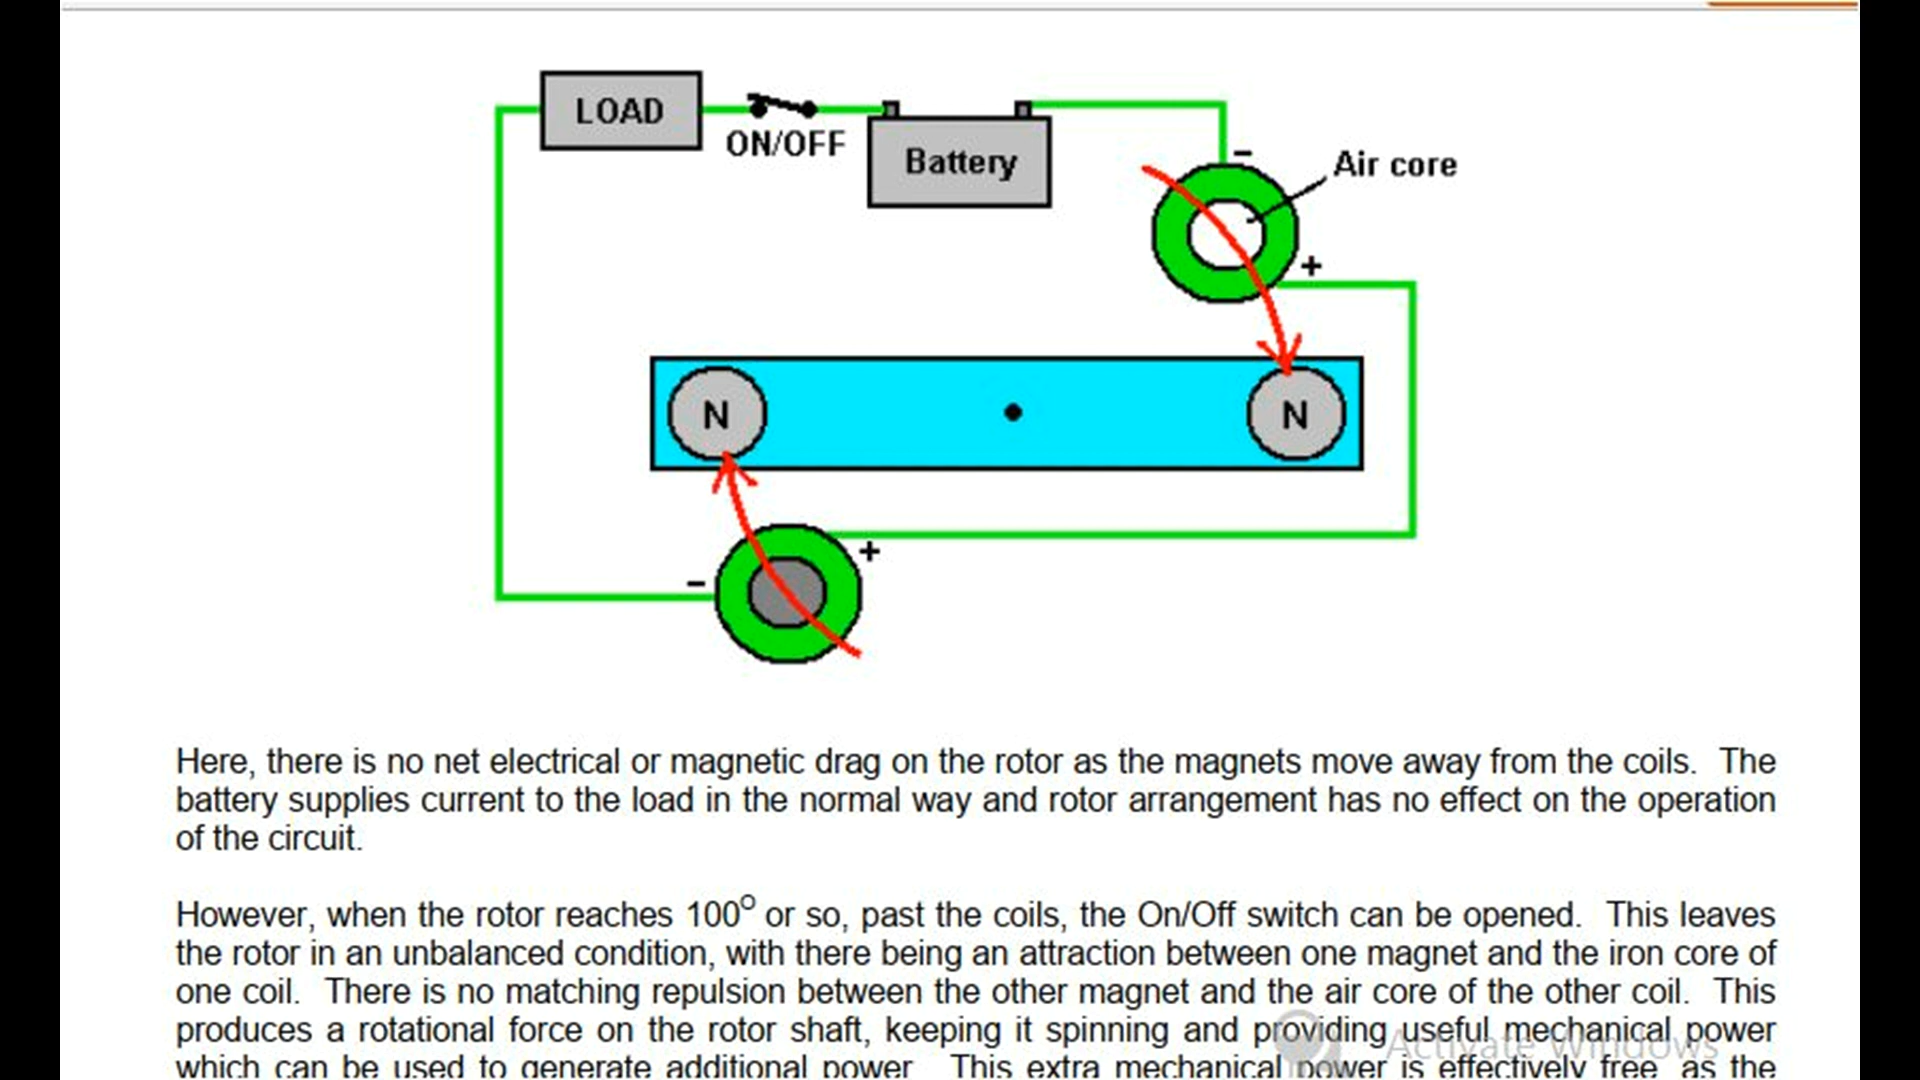 LOAD
ON/OFF
Battery
-
Air core
+
N
N
+
-
Here, there is no net electrical or magnetic drag on the rotor as the magnets move away from the coils. The
battery supplies current to the load in the normal way and rotor arrangement has no effect on the operation
of the circuit.
However, when the rotor reaches 100° or so, past the coils, the On/Off switch can be opened. This leaves
the rotor in an unbalanced condition, with there being an attraction between one magnet and the iron core of
one coil. There is no matching repulsion between the other magnet and the air core of the other coil. This
produces a rotational force on the rotor shaft, keeping it spinning and providing useful mechanical power
which can be used to generate additional power. This extra mechanical power is effectively free, as the
Activate Windows